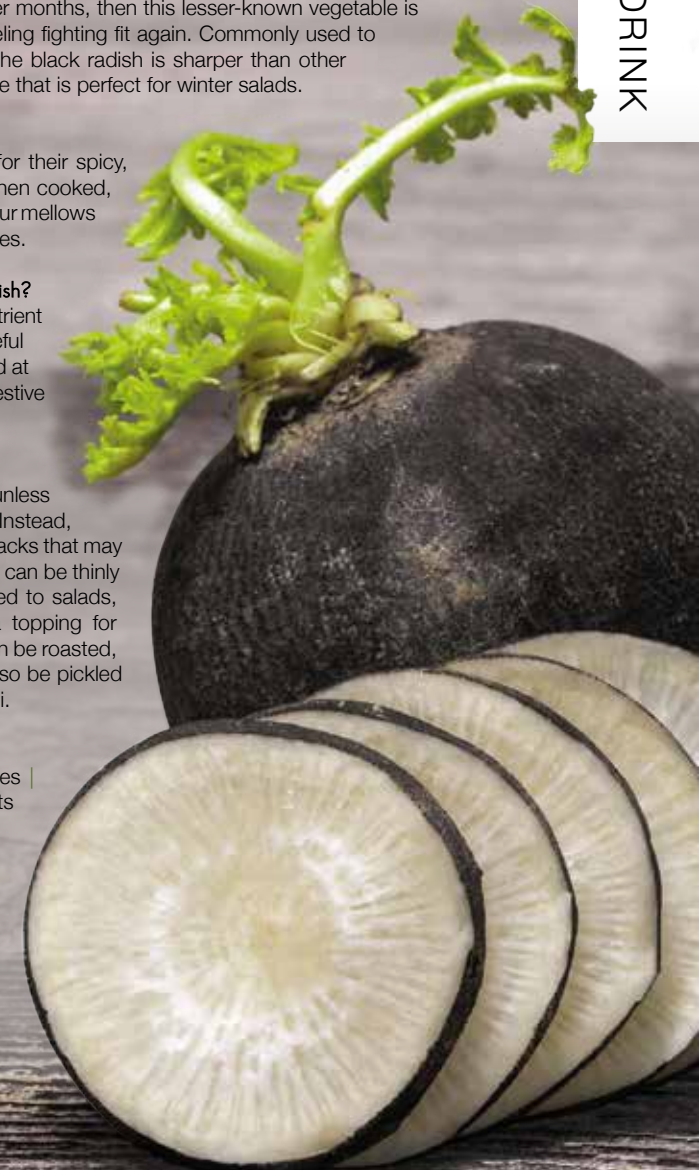 er months, then this lesser-known vegetable is
eling fighting fit again. Commonly used to
he black radish is sharper than other
e that is perfect for winter salads.
for their spicy,
hen cooked,
ur mellows
es.
ish?
trient
eful
d at
estive
unless
Instead,
acks that may
can be thinly
ed to salads,
topping for
n be roasted,
so be pickled
i.
es |
ts
DRINK